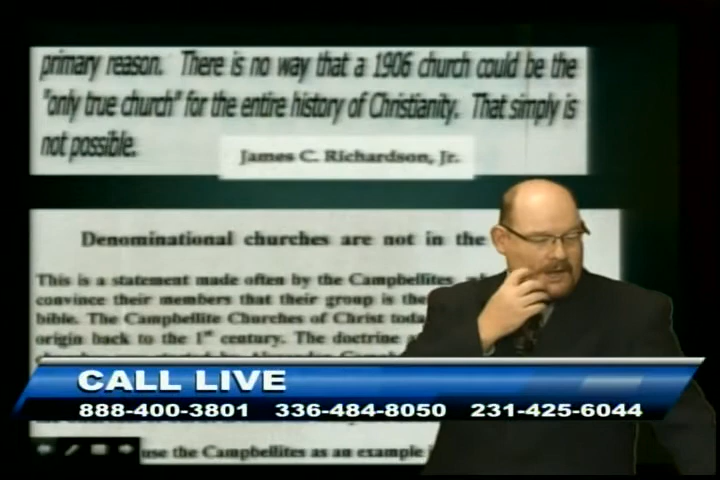 primary reason. There is no way that a 1906 church could be the
"only true church" for the entire history of Christianity. That simply is
not possible.
James C. Richardson, Jr.
Denominational churches are not in the
This is a statement made often by the Campbellites,
convince their members that their group is the
bible. The Campbellite Churches of Christ toda
origin back to the 1st century. The doctrine
CALL LIVE
888-400-3801 336-484-8050 231-425-6044
use the Campbellites as an example